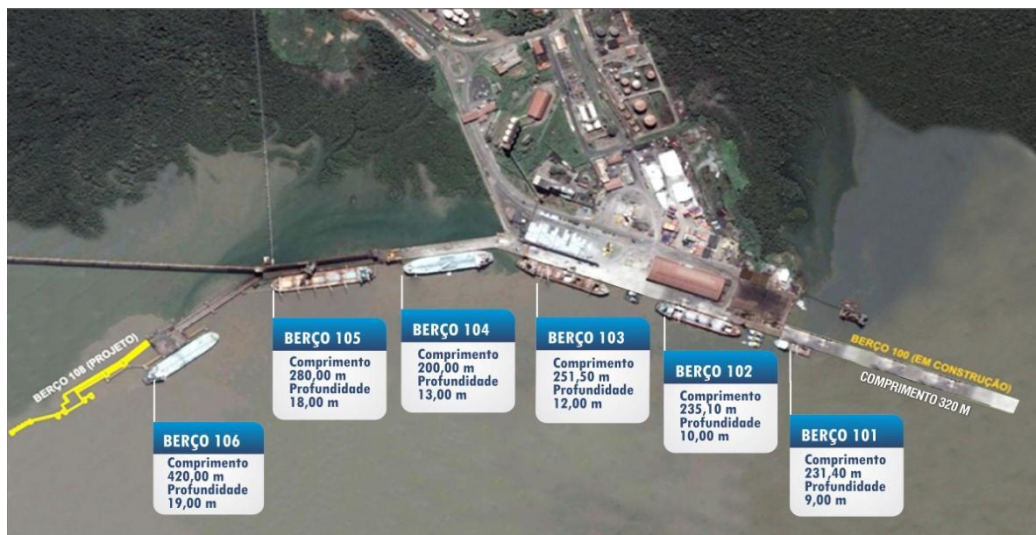 BERÇO 108 (PROJETO)
BERÇO 106
Comprimento
420,00 m
Profundidade
19,00 m
BERÇO 105
Comprimento
280,00 m
Profundidade
18,00 m
BERÇO 104
Comprimento
200,00 m
Profundidade
13,00 m
BERÇO 103
Comprimento
251,50 m
Profundidade
12,00 m
BERÇO 102
Comprimento
235,10 m
Profundidade
10,00 m
BERÇO 101
Comprimento
231,40 m
Profundidade
9,00 m
BERÇO 100 (EM CONSTRUÇÃO)
COMPRIMENTO 320 M